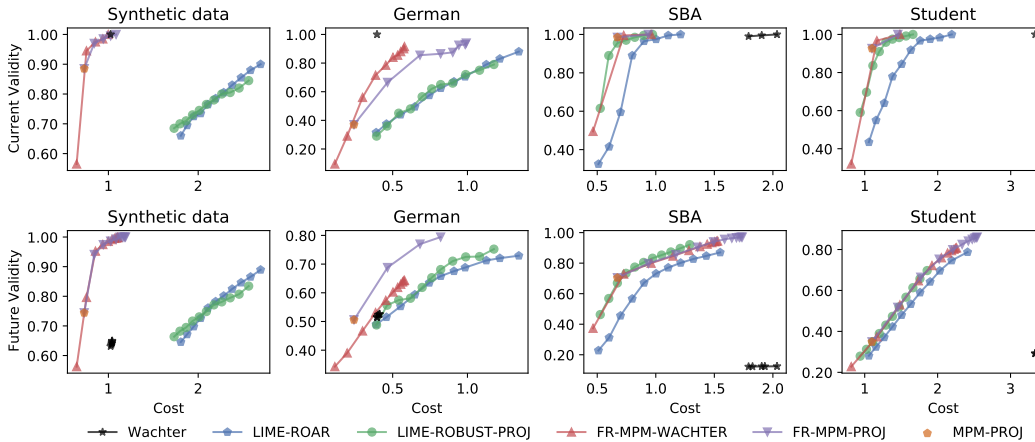 Synthetic data German SBA Student
Current Validity
1.00 0.90 0.80 0.70 0.60
1 2
1.00 0.80 0.60 0.40 0.20
0.5 1.0
1.00 0.80 0.60 0.40
0.5 1.0 1.5 2.0
1.00 0.80 0.60 0.40
1 2 3
Synthetic data German SBA Student
Future Validity
1.00 0.90 0.80 0.70 0.60
1 2
0.80 0.70 0.60 0.50 0.40
0.5 1.0
1.00 0.80 0.60 0.40 0.20
0.5 1.0 1.5 2.0
0.80 0.60 0.40 0.20
1 2 3
Cost Cost Cost Cost
Wachter LIME-ROAR LIME-ROBUST-PROJ FR-MPM-WACHTER FR-MPM-PROJ MPM-PROJ